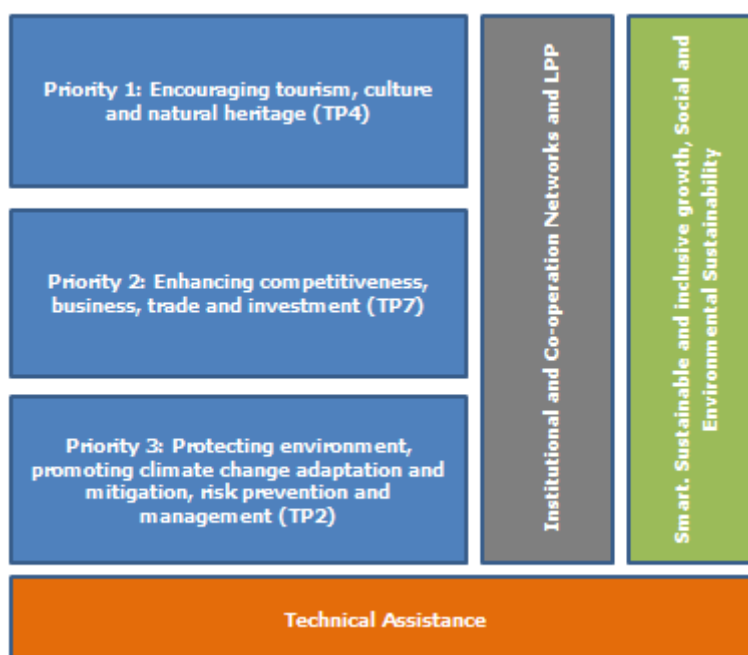 Priority 1: Encouraging tourism, culture
and natural heritage (TP4)
Priority 2: Enhancing competitiveness,
business, trade and investment (TP7)
Priority 3: Protecting environment,
promoting climate change adaptation and
mitigation, risk prevention and
management (TP2)
Institutional and Co-operation Networks and LPP
Smart. Sustainable and inclusive growth, Social and
Environmental Sustainability
Technical Assistance